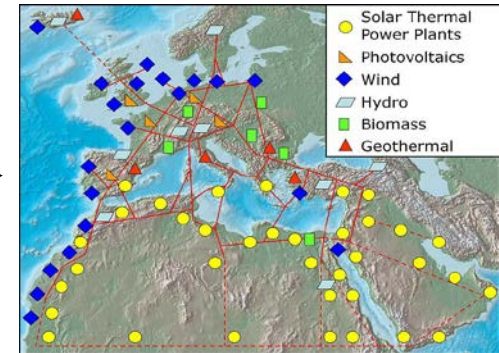 Solar Thermal
Power Plants
Photovoltaics
Wind
Hydro
Biomass
Geothermal